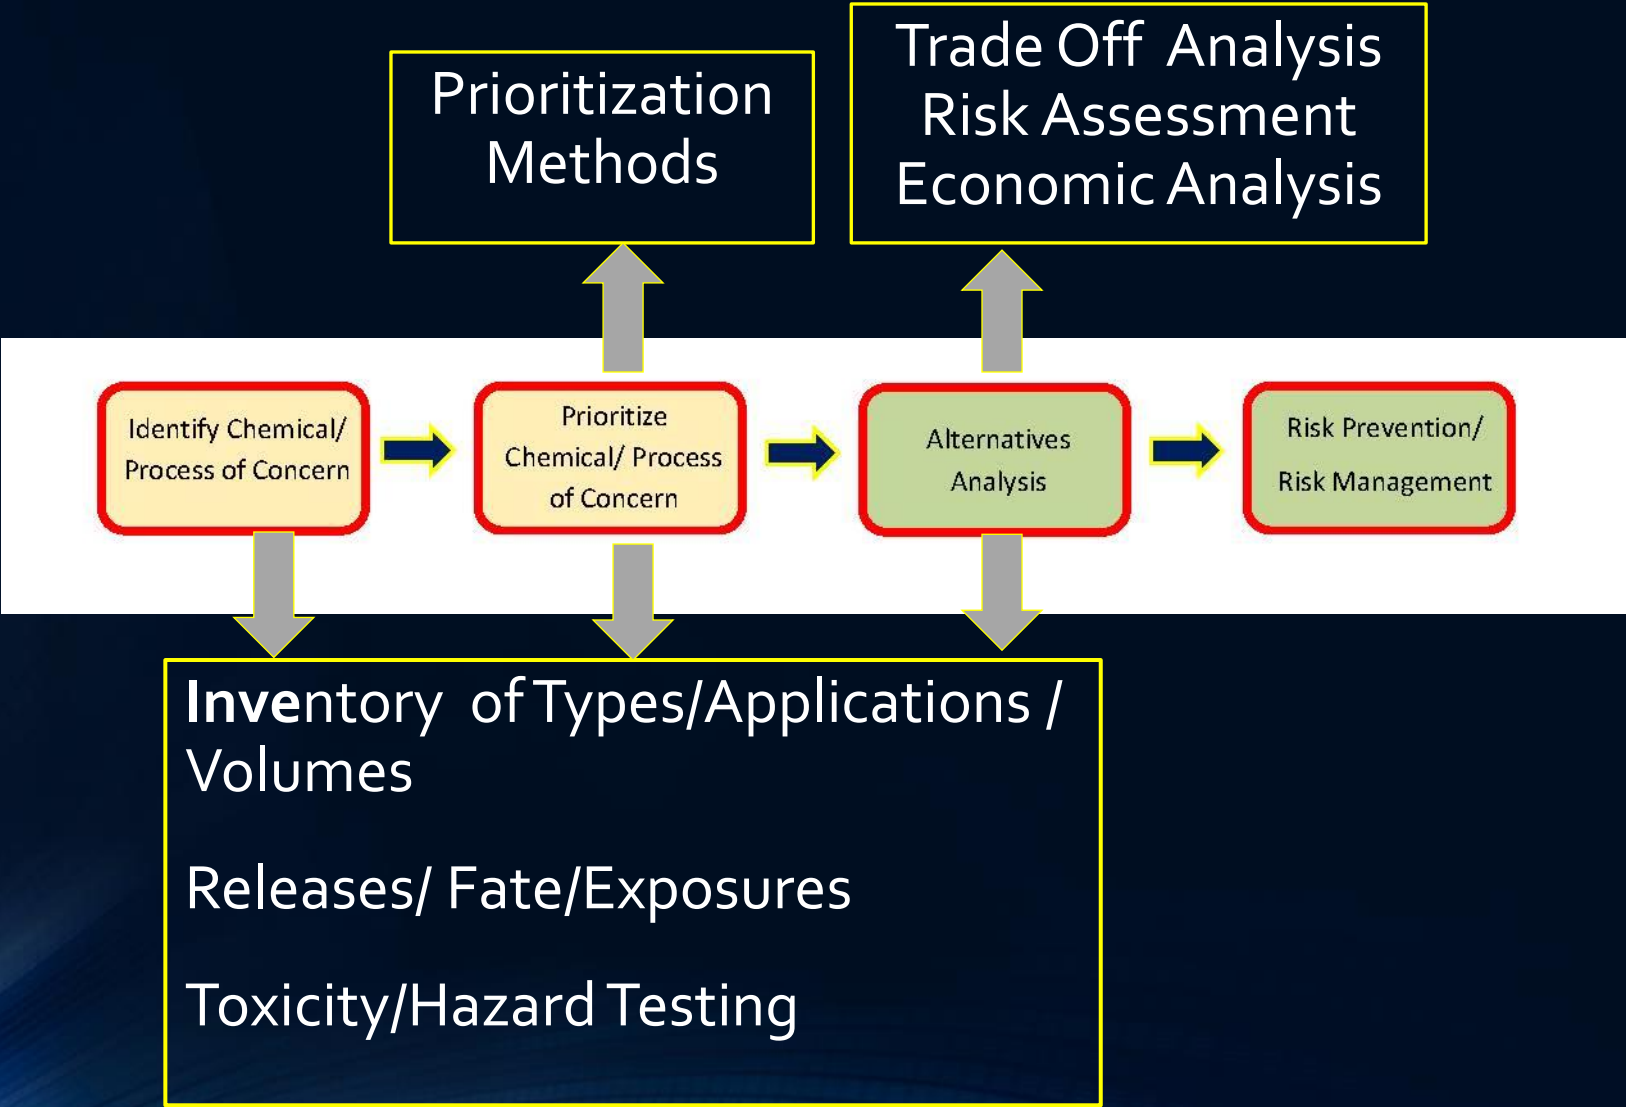 Prioritization
Methods
Trade Off Analysis
Risk Assessment
Economic Analysis
Identify Chemical/
Process of Concern
Prioritize
Chemical/ Process
of Concern
Alternatives
Analysis
Risk Prevention/
Risk Management
Inventory of Types/Applications /
Volumes
Releases/ Fate/Exposures
Toxicity/Hazard Testing